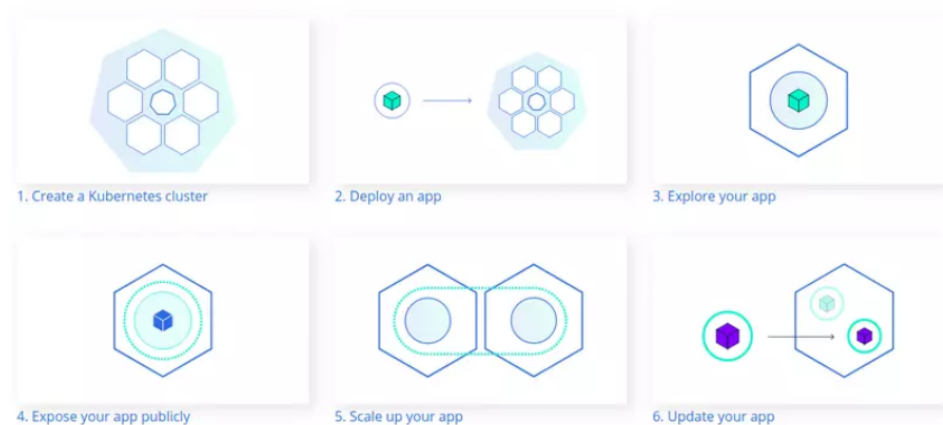 1. Create a Kubernetes cluster
2. Deploy an app
3. Explore your app
4. Expose your app publicly
5. Scale up your app
6. Update your app